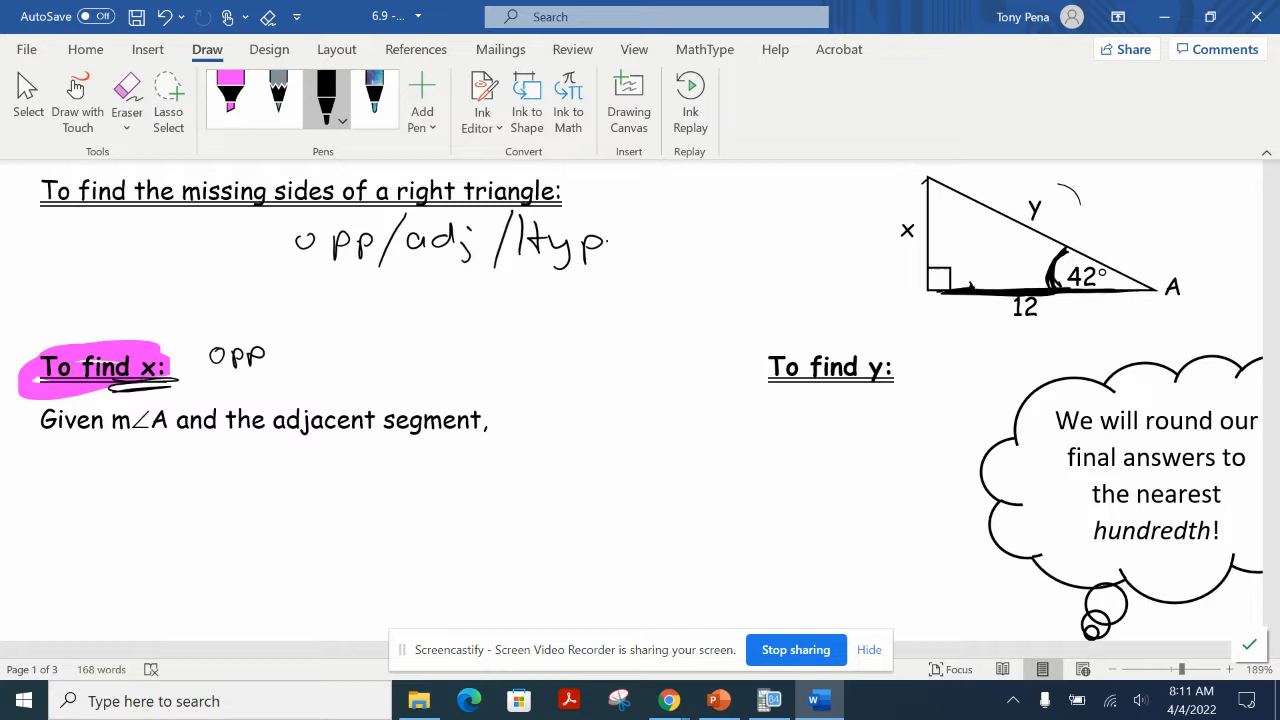 AutoSave Off
6.9 -...
Search
Tony Pena
File Home Insert Draw Design Layout References Mailings Review View MathType Help Acrobat
Share Comments
Select
Draw with Touch
Eraser
Lasso Select
Add Pen
Ink Editor
Ink to Shape
Ink to Math
Drawing Canvas
Ink Replay
Tools Pens Convert Insert Replay
To find the missing sides of a right triangle:
opp/adj/Hyp.
x
y
42°
A
12
To find x: opp
To find y:
Given m∠A and the adjacent segment,
We will round our
final answers to
the nearest
hundredth!
Screencastify - Screen Video Recorder is sharing your screen. Stop sharing Hide
Page 1 of 3 168 words
Focus
189%
Type here to search
84
8:11 AM
4/4/2022